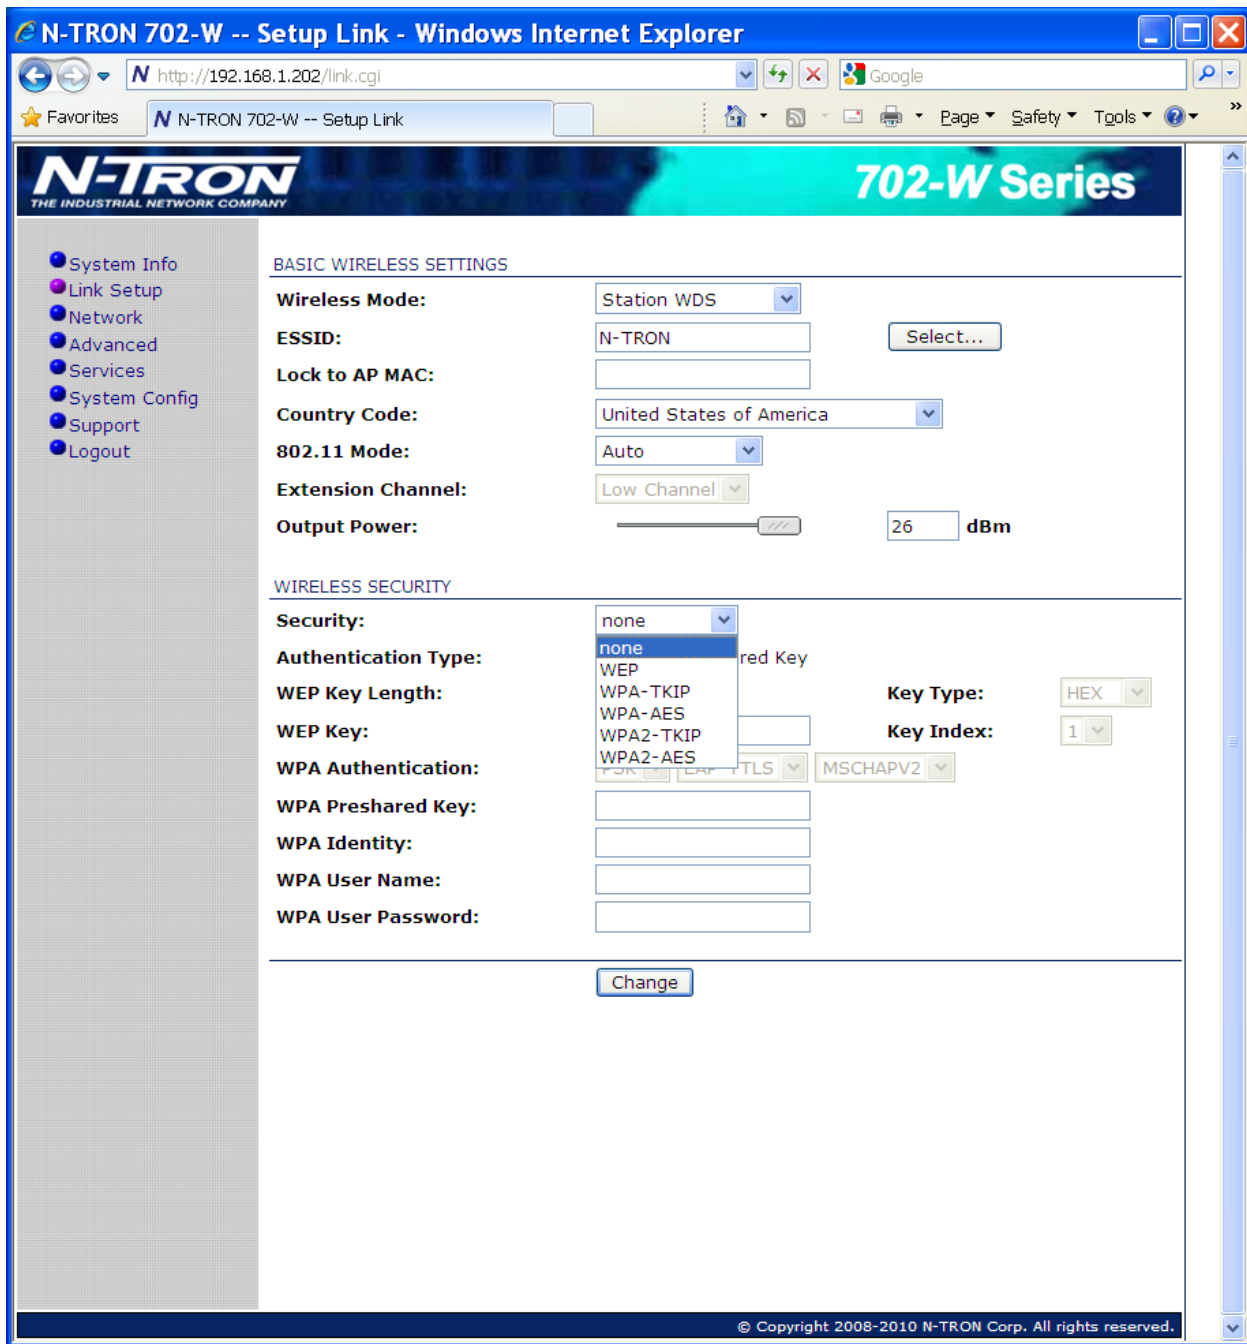 N-TRON 702-W -- Setup Link - Windows Internet Explorer
http://192.168.1.202/link.cgi
Google
Favorites
N-TRON 702-W -- Setup Link
Page Safety Tools
N-TRON
THE INDUSTRIAL NETWORK COMPANY
702-W Series
System Info
Link Setup
Network
Advanced
Services
System Config
Support
Logout
BASIC WIRELESS SETTINGS
Wireless Mode: Station WDS
ESSID: N-TRON Select...
Lock to AP MAC:
Country Code: United States of America
802.11 Mode: Auto
Extension Channel: Low Channel
Output Power: 26 dBm
WIRELESS SECURITY
Security: none
none
Authentication Type: red Key
WEP
WEP Key Length: Key Type: HEX
WPA-TKIP
WPA-AES
WEP Key: Key Index: 1
WPA2-TKIP
WPA2-AES
WPA Authentication: TTLS MSCHAPV2
WPA Preshared Key:
WPA Identity:
WPA User Name:
WPA User Password:
Change
© Copyright 2008-2010 N-TRON Corp. All rights reserved.